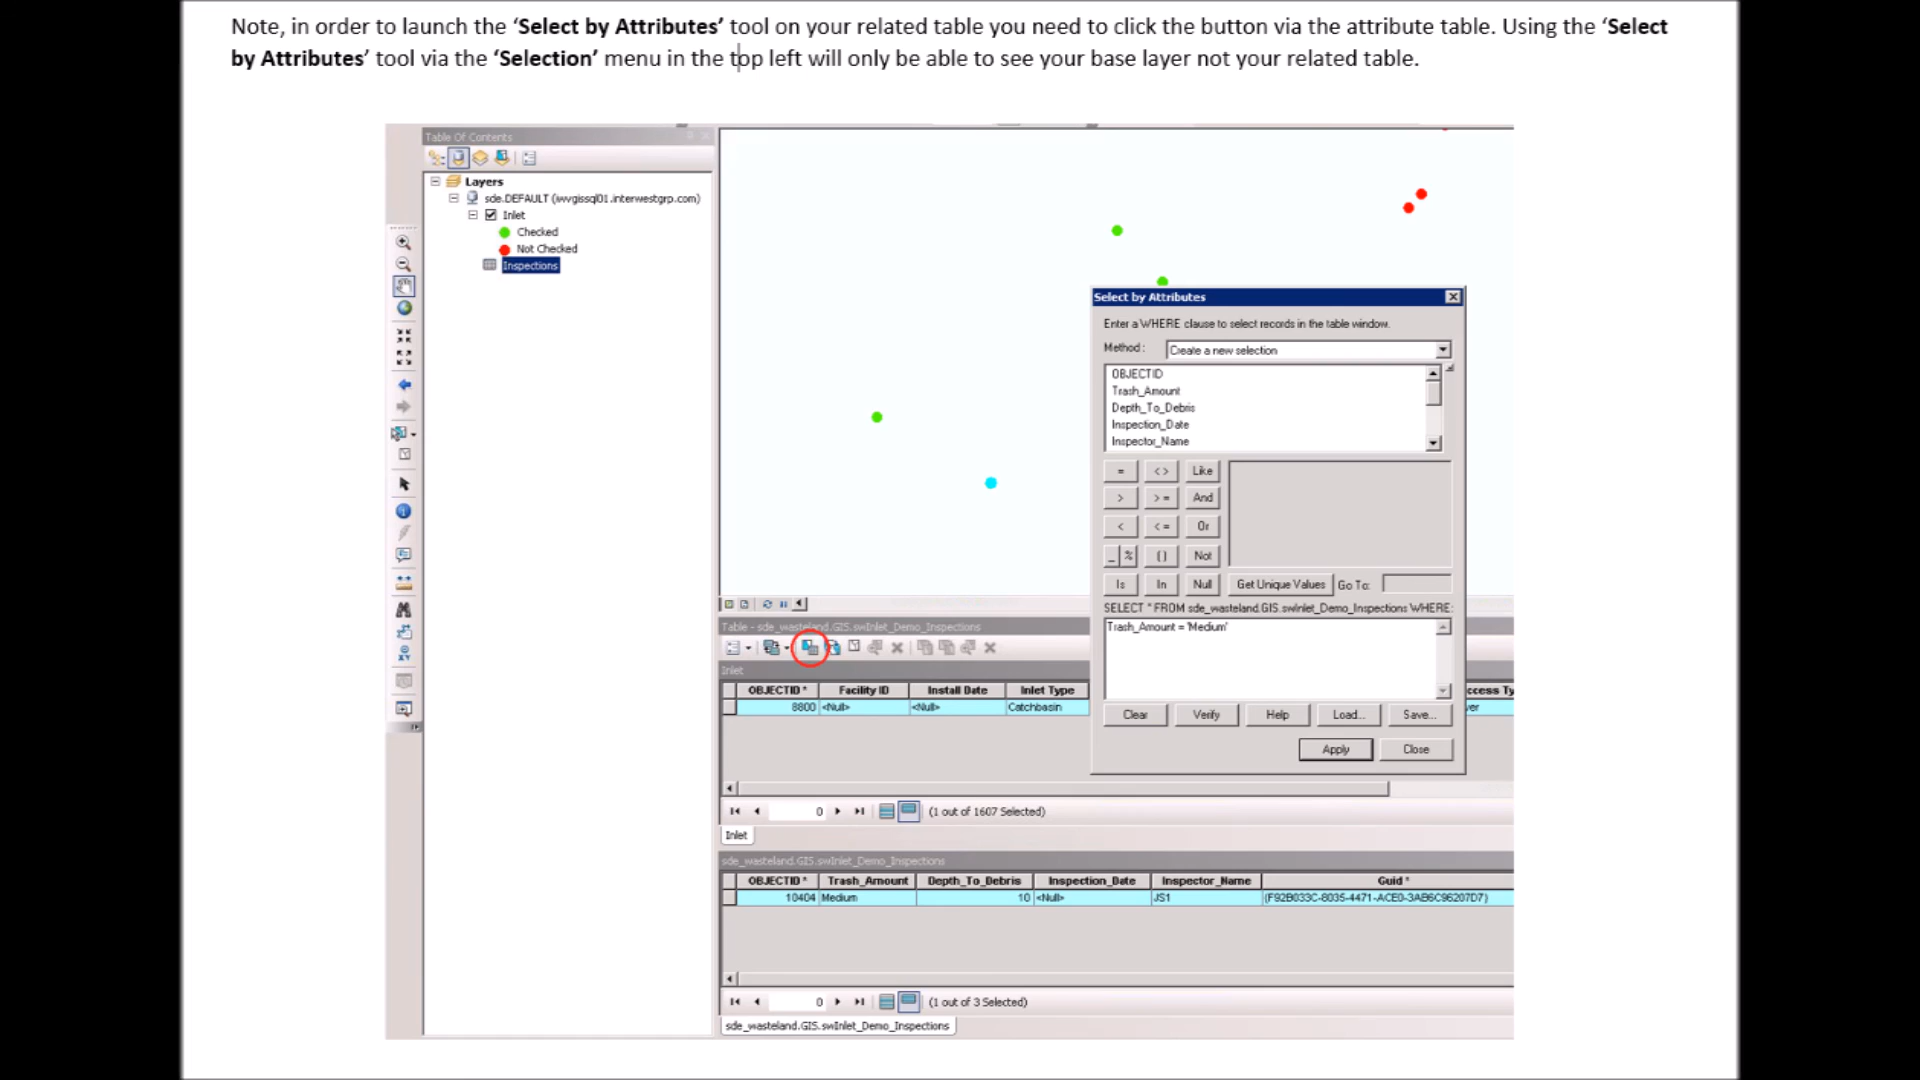 Note, in order to launch the ‘Select by Attributes’ tool on your related table you need to click the button via the attribute table. Using the ‘Select
by Attributes’ tool via the ‘Selection’ menu in the top left will only be able to see your base layer not your related table.
Table Of Contents
Layers
sde.DEFAULT (iwvgissql01.interwestgrp.com)
Inlet
Checked
Not Checked
Inspections
Select by Attributes
Enter a WHERE clause to select records in the table window.
Method : Create a new selection
OBJECTID
Trash_Amount
Depth_To_Debris
Inspection_Date
Inspector_Name
= <> Like
> >= And
< <= Or
_ % () Not
Is In Null Get Unique Values Go To:
SELECT * FROM sde_wasteland.GIS.swInlet_Demo_Inspections WHERE:
Trash_Amount = 'Medium'
Clear Verify Help Load... Save...
Apply Close
Table - sde_wasteland.GIS.swInlet_Demo_Inspections
Inlet
OBJECTID * Facility ID Install Date Inlet Type ccess Ty
8800 <Null> <Null> Catchbasin ver
0 (1 out of 1607 Selected)
Inlet
sde_wasteland.GIS.swInlet_Demo_Inspections
OBJECTID * Trash_Amount Depth_To_Debris Inspection_Date Inspector_Name Guid *
10404 Medium 10 <Null> JS1 {F92B033C-8035-4471-ACE0-3AB6C96207D7}
0 (1 out of 3 Selected)
sde_wasteland.GIS.swInlet_Demo_Inspections